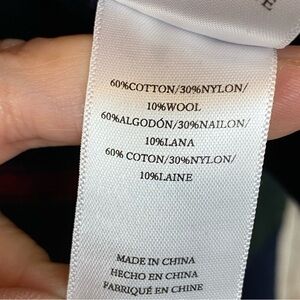 60%COTTON/30%NYLON/
10%WOOL
60%ALGODÓN/30%NAILON/
10%LANA
60% COTON/30%NYLON/
10%LAINE
MADE IN CHINA
HECHO EN CHINA
FABRIQUÉ EN CHINE